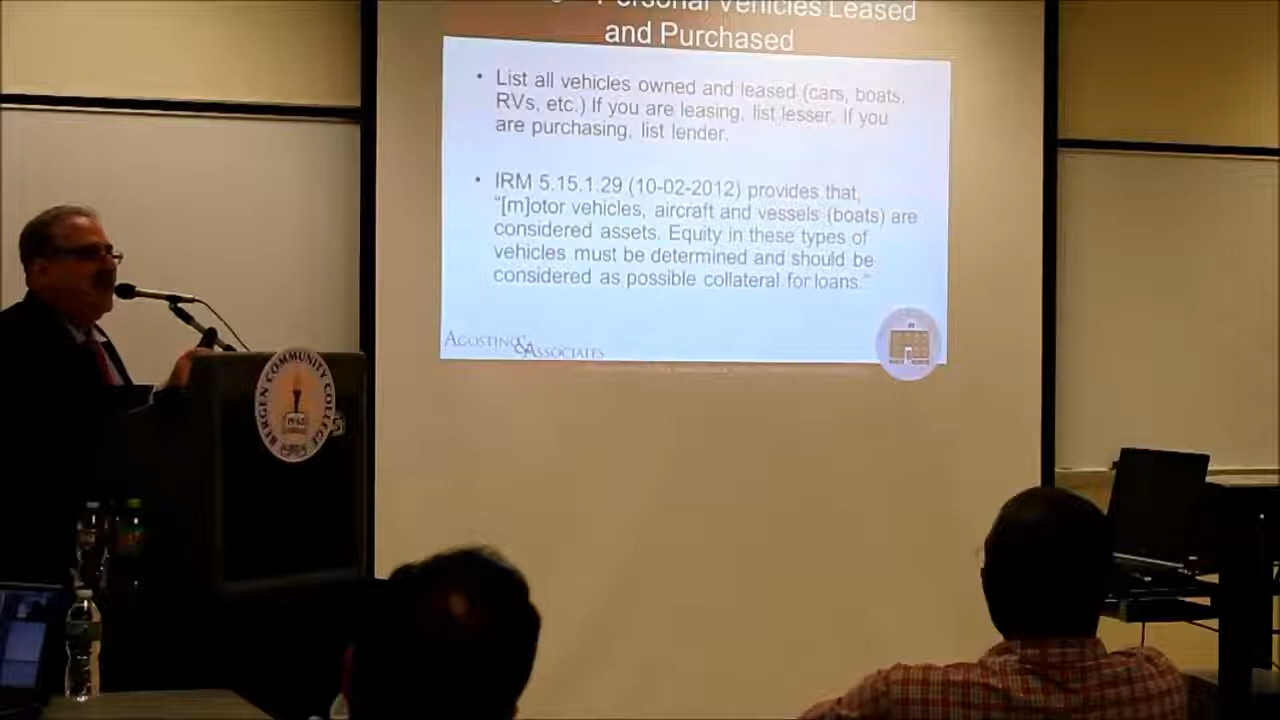 Personal Vehicles Leased
and Purchased
• List all vehicles owned and leased (cars, boats,
RVs, etc.) If you are leasing, list lesser. If you
are purchasing, list lender.
• IRM 5.15.1.29 (10-02-2012) provides that,
“[m]otor vehicles, aircraft and vessels (boats) are
considered assets. Equity in these types of
vehicles must be determined and should be
considered as possible collateral for loans.”
AGOSTINO & ASSOCIATES
BERGEN COMMUNITY COLLEGE